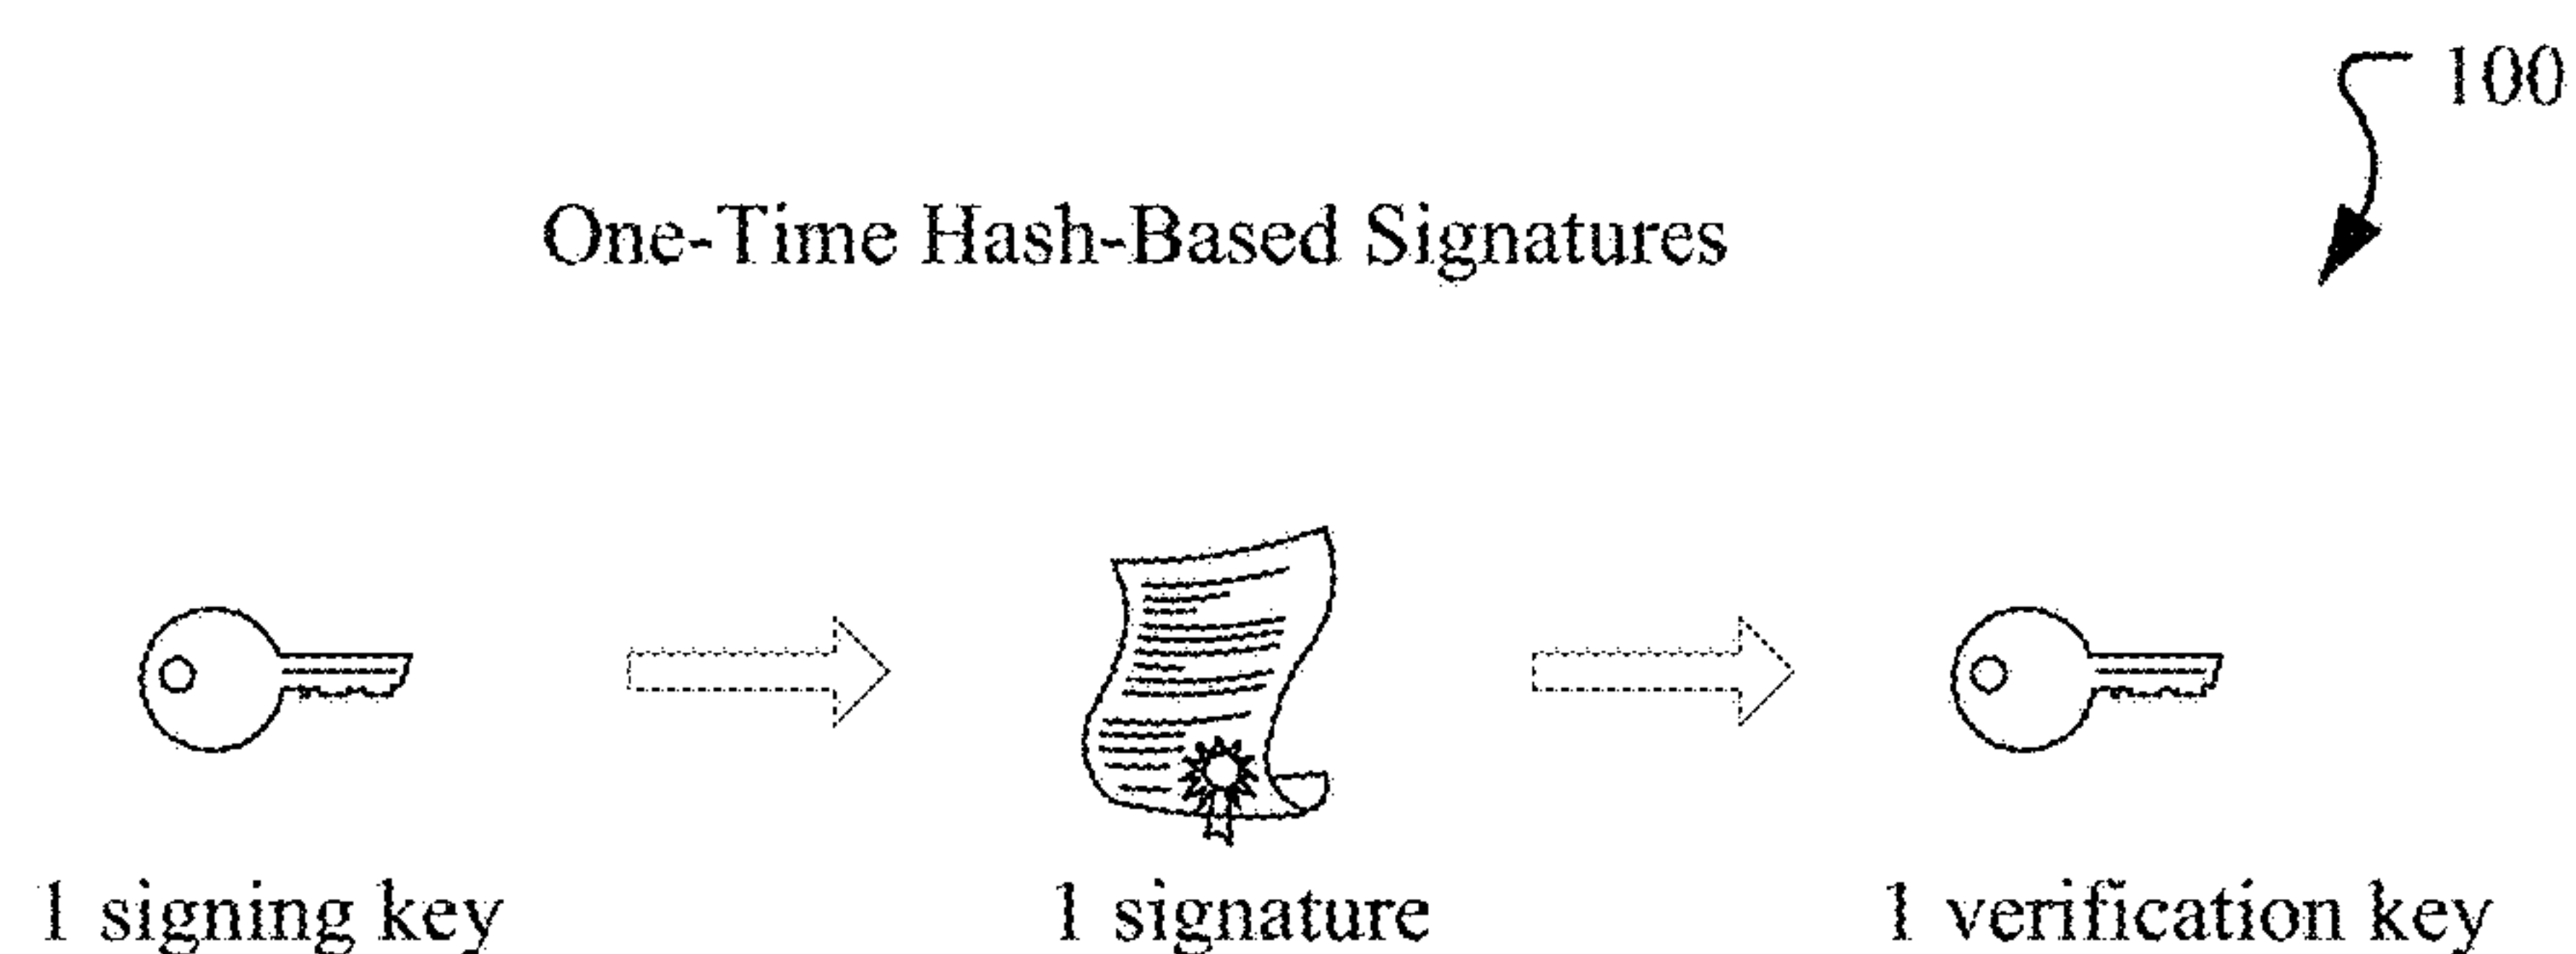 100
One-Time Hash-Based Signatures
1 signing key
1 signature
1 verification key